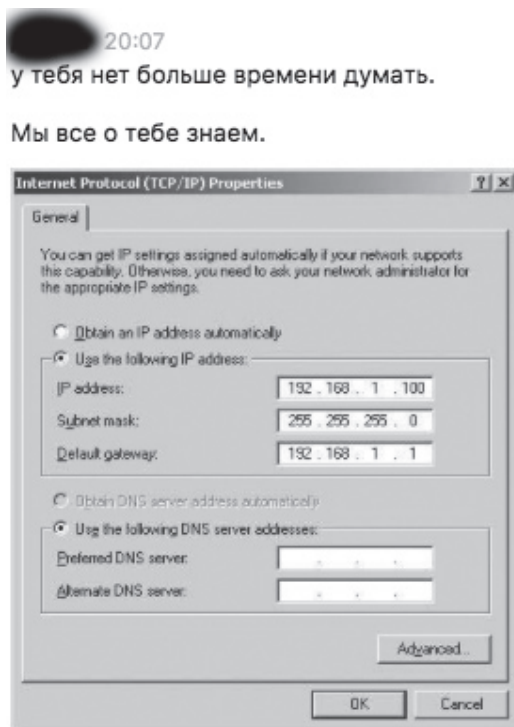 20:07
у тебя нет больше времени думать.
Мы все о тебе знаем.
Internet Protocol (TCP/IP) Properties
General
You can get IP settings assigned automatically if your network supports
this capability. Otherwise, you need to ask your network administrator for
the appropriate IP settings.
Obtain an IP address automatically
Use the following IP address:
IP address: 192 . 168 . 1 . 100
Subnet mask: 255 . 255 . 255 . 0
Default gateway: 192 . 168 . 1 . 1
Obtain DNS server address automatically
Use the following DNS server addresses:
Preferred DNS server: . . .
Alternate DNS server: . . .
Advanced...
OK Cancel